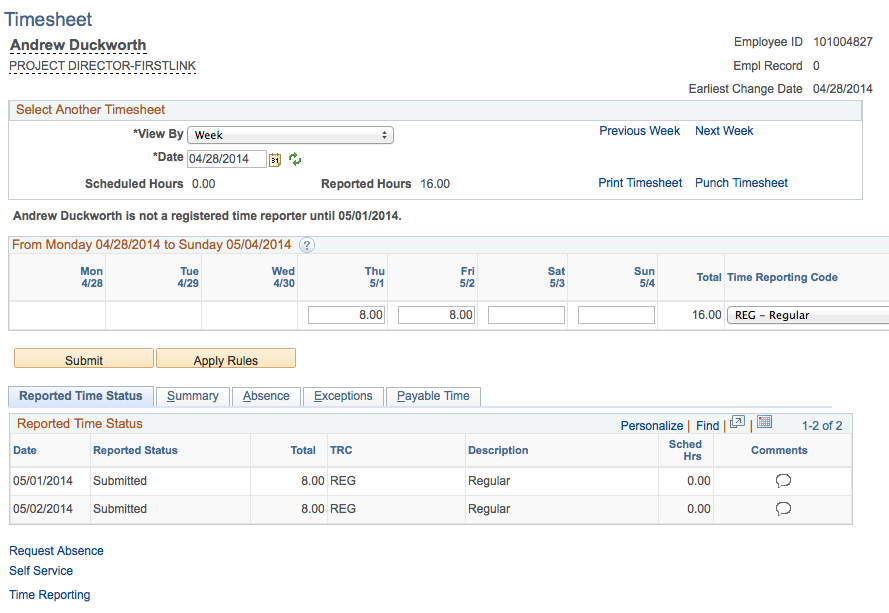 Timesheet
Andrew Duckworth
Employee ID 101004827
PROJECT DIRECTOR-FIRSTLINK
Empl Record 0
Earliest Change Date 04/28/2014
Select Another Timesheet
*View By Week
Previous Week Next Week
*Date 04/28/2014 31
Scheduled Hours 0.00 Reported Hours 16.00 Print Timesheet Punch Timesheet
Andrew Duckworth is not a registered time reporter until 05/01/2014.
From Monday 04/28/2014 to Sunday 05/04/2014 ?
Mon Tue Wed Thu Fri Sat Sun Total Time Reporting Code
4/28 4/29 4/30 5/1 5/2 5/3 5/4
8.00 8.00 16.00 REG – Regular
Submit Apply Rules
Reported Time Status Summary Absence Exceptions Payable Time
Reported Time Status Personalize | Find | | 1-2 of 2
Date Reported Status Total TRC Description Sched Hrs Comments
05/01/2014 Submitted 8.00 REG Regular 0.00
05/02/2014 Submitted 8.00 REG Regular 0.00
Request Absence
Self Service
Time Reporting